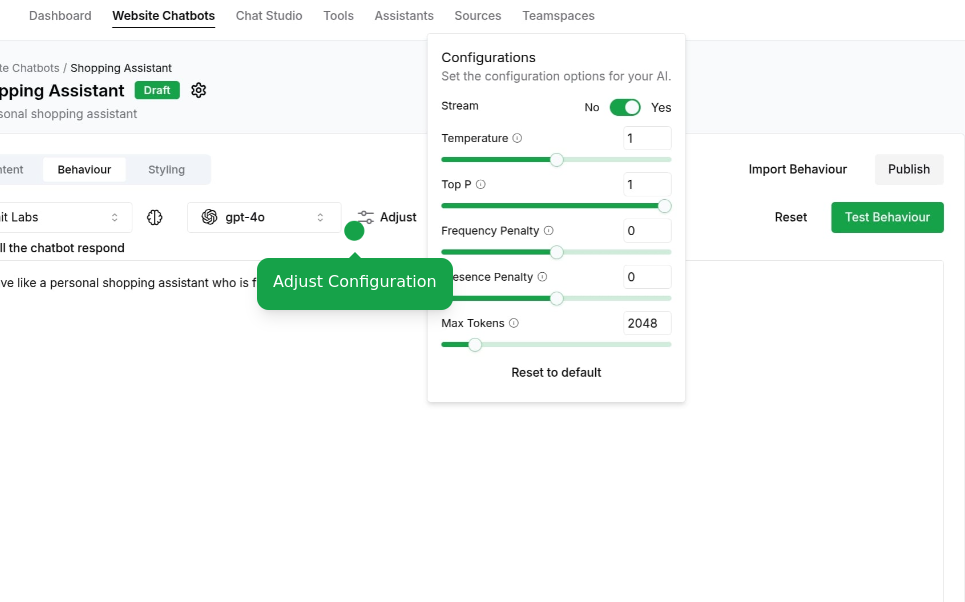 Dashboard Website Chatbots Chat Studio Tools Assistants Sources Teamspaces
te Chatbots / Shopping Assistant
pping Assistant Draft
sonal shopping assistant
Configurations
Set the configuration options for your AI.
Stream No Yes
Temperature 1
Top P 1
Frequency Penalty 0
esence Penalty 0
Max Tokens 2048
Reset to default
ntent Behaviour Styling Import Behaviour Publish
it Labs gpt-4o Adjust Reset Test Behaviour
ll the chatbot respond
ve like a personal shopping assistant who is f
Adjust Configuration